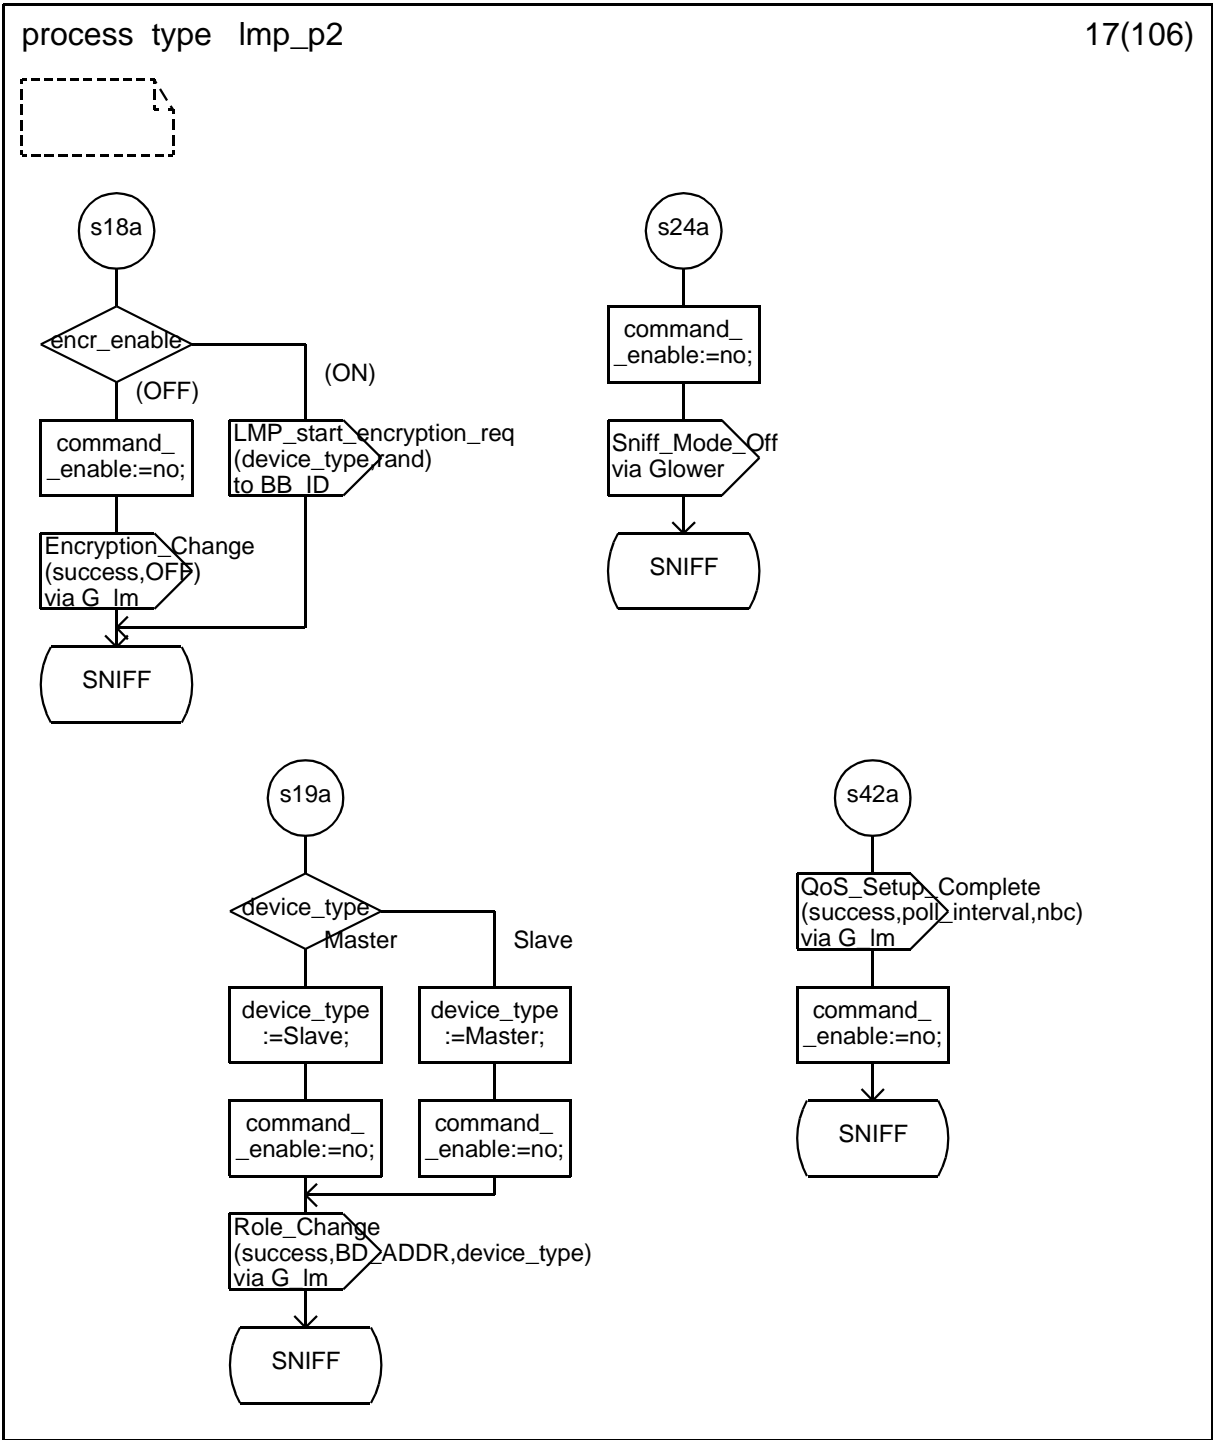 process type lmp_p2
17(106)
s18a
encr_enable
(OFF)
(ON)
command_
_enable:=no;
LMP_start_encryption_req
(device_type,rand)
to BB_ID
Encryption_Change
(success,OFF)
via G_lm
SNIFF
s24a
command_
_enable:=no;
Sniff_Mode_Off
via Glower
SNIFF
s19a
device_type
Master
Slave
device_type
:=Slave;
device_type
:=Master;
command_
_enable:=no;
command_
_enable:=no;
Role_Change
(success,BD_ADDR,device_type)
via G_lm
SNIFF
s42a
QoS_Setup_Complete
(success,poll_interval,nbc)
via G_lm
command_
_enable:=no;
SNIFF